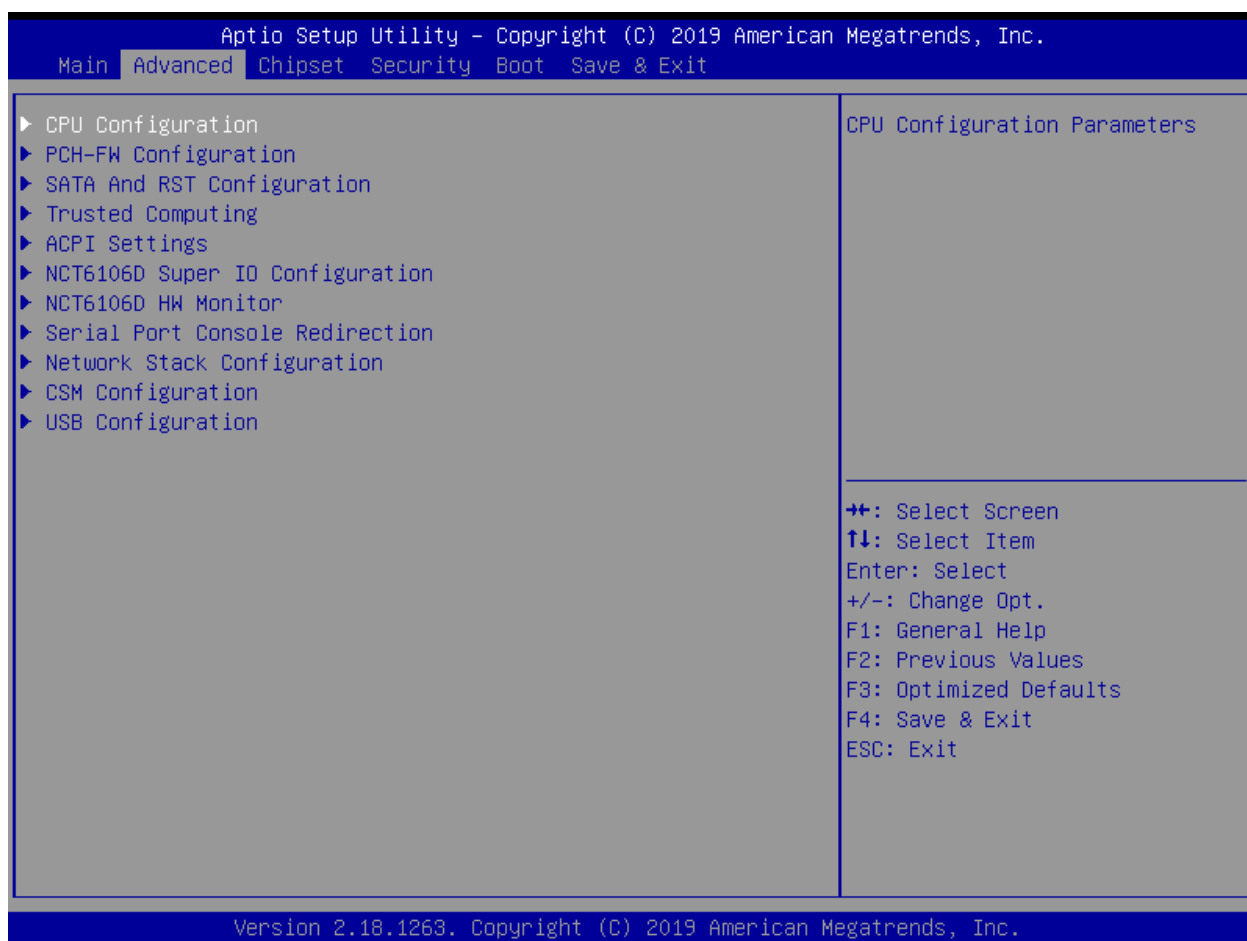 Aptio Setup Utility – Copyright (C) 2019 American Megatrends, Inc.
Main Advanced Chipset Security Boot Save & Exit
► CPU Configuration
► PCH-FW Configuration
► SATA And RST Configuration
► Trusted Computing
► ACPI Settings
► NCT6106D Super IO Configuration
► NCT6106D HW Monitor
► Serial Port Console Redirection
► Network Stack Configuration
► CSM Configuration
► USB Configuration
CPU Configuration Parameters
→←: Select Screen
↑↓: Select Item
Enter: Select
+/-: Change Opt.
F1: General Help
F2: Previous Values
F3: Optimized Defaults
F4: Save & Exit
ESC: Exit
Version 2.18.1263. Copyright (C) 2019 American Megatrends, Inc.